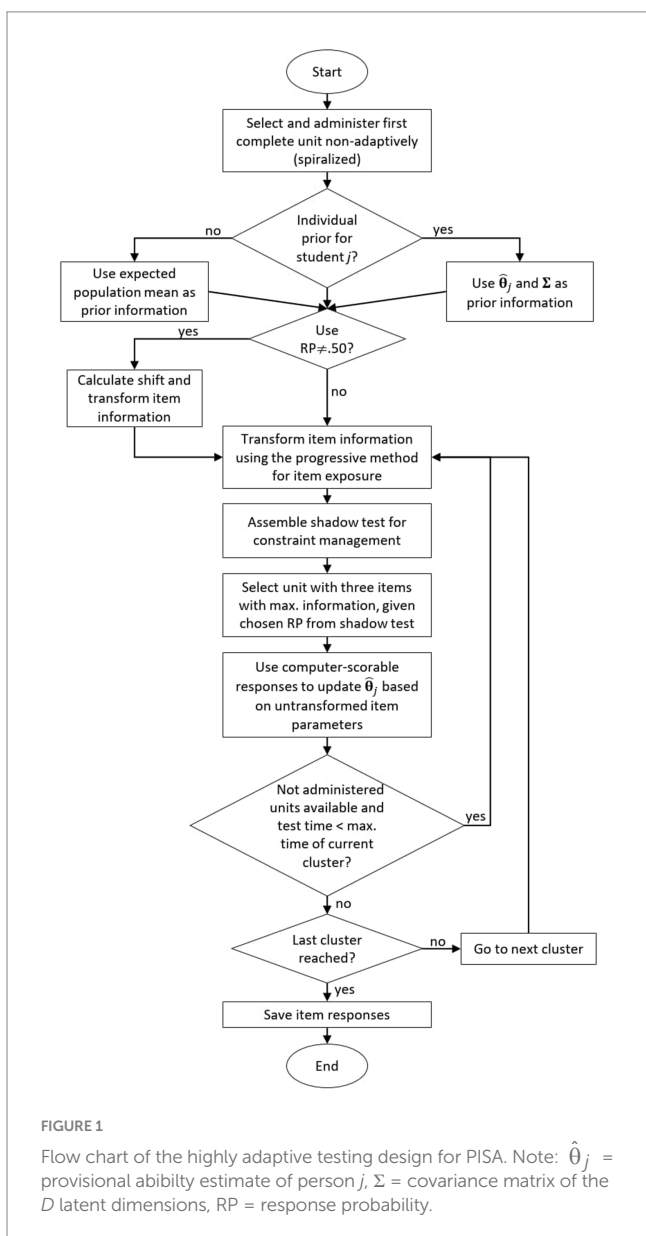 Start
Select and administer first
complete unit non-adaptively
(spiralized)
Individual
prior for
student j?
no
yes
Use expected
population mean as
prior information
Use θ̂j and Σ as
prior information
Use
RP≠.50?
yes
no
Calculate shift and
transform item
information
Transform item information
using the progressive method
for item exposure
Assemble shadow test for
constraint management
Select unit with three items
with max. information, given
chosen RP from shadow test
Use computer-scorable
responses to update θ̂j based
on untransformed item
parameters
Not administered
units available and
test time < max.
time of current
cluster?
yes
no
Last cluster
reached?
no
Go to next cluster
yes
Save item responses
End
FIGURE 1
Flow chart of the highly adaptive testing design for PISA. Note: θ̂j =
provisional abibilty estimate of person j, Σ = covariance matrix of the
D latent dimensions, RP = response probability.